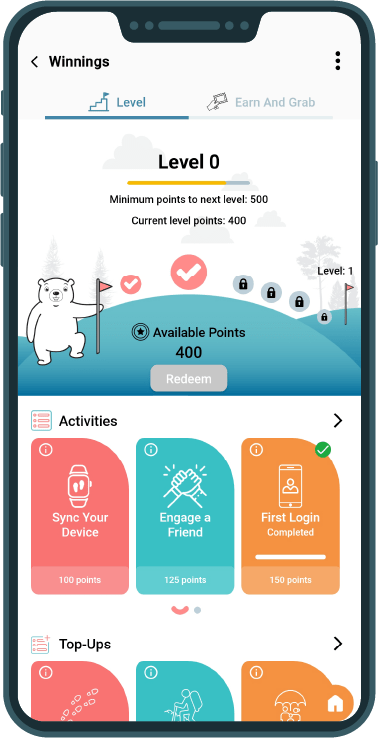 Winnings
Level
Earn And Grab
Level 0
Minimum points to next level: 500
Current level points: 400
Level: 1
Available Points
400
Redeem
Activities
Sync Your
Device
100 points
Engage a
Friend
125 points
First Login
Completed
150 points
Top-Ups